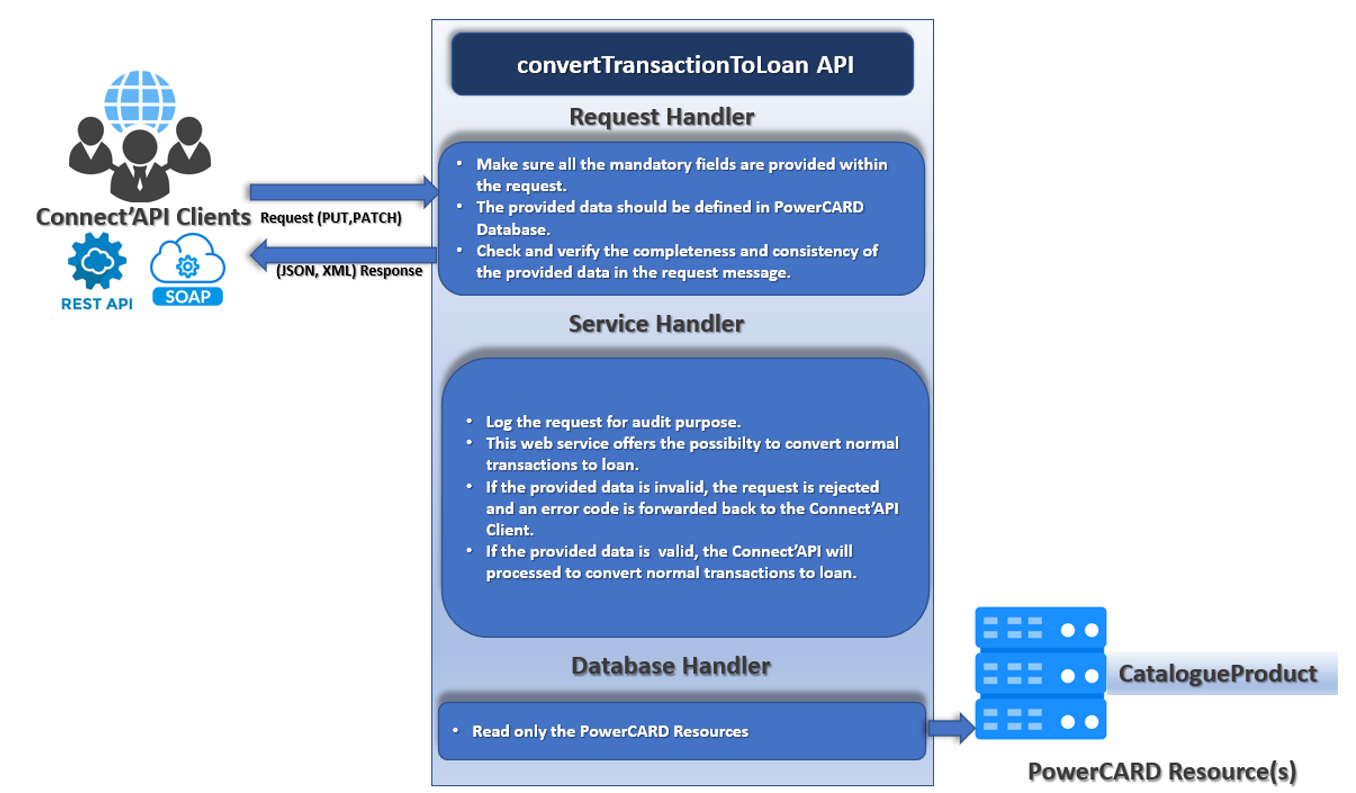 convertTransactionToLoan API
Request Handler
• Make sure all the mandatory fields are provided within
the request.
• The provided data should be defined in PowerCARD
Database.
• Check and verify the completeness and consistency of
the provided data in the request message.
Connect'API Clients
Request (PUT,PATCH)
(JSON, XML) Response
REST API
SOAP
Service Handler
• Log the request for audit purpose.
• This web service offers the possibilty to convert normal
transactions to loan.
• If the provided data is invalid, the request is rejected
and an error code is forwarded back to the Connect'API
Client.
• If the provided data is  valid, the Connect'API will
processed to convert normal transactions to loan.
Database Handler
• Read only the PowerCARD Resources
CatalogueProduct
PowerCARD Resource(s)